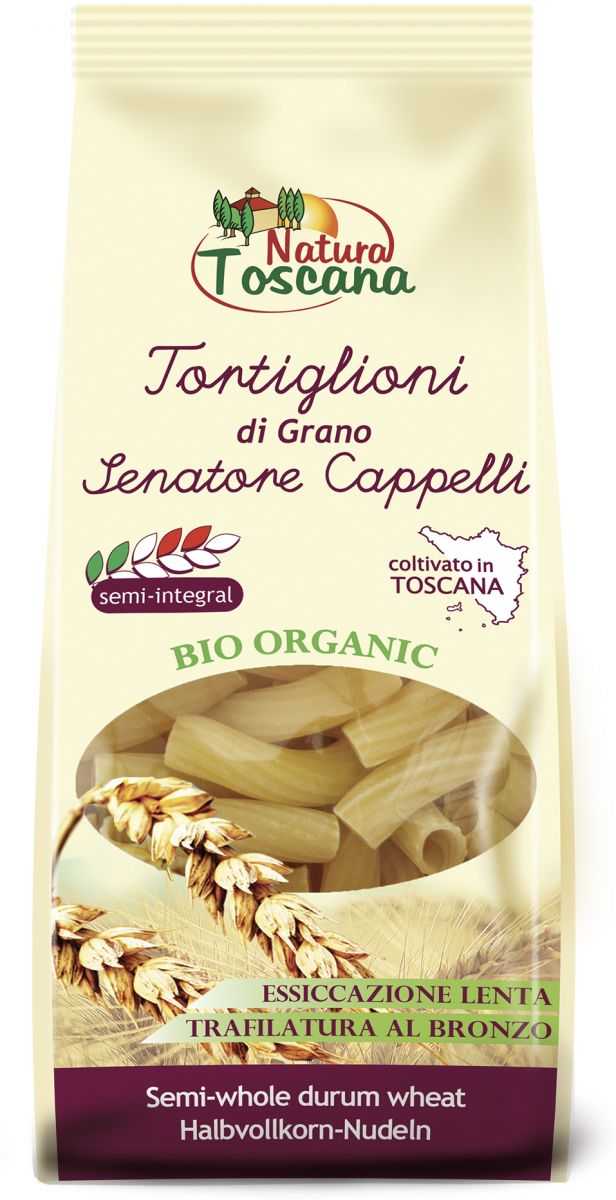 Natura
Toscana
Tortiglioni
di Grano
Senatore Cappelli
semi-integral
coltivato in
TOSCANA
BIO ORGANIC
ESSICCAZIONE LENTA
TRAFILATURA AL BRONZO
Semi-whole durum wheat
Halbvollkorn-Nudeln